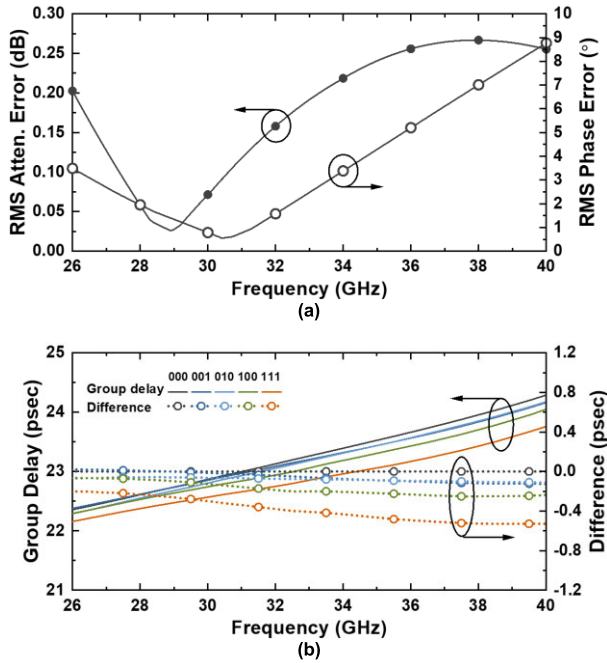 RMS Atten. Error (dB)
0.30
0.25
0.20
0.15
0.10
0.05
0.00
10
9
8
7
6
5
4
3
2
1
0
RMS Phase Error (°)
26 28 30 32 34 36 38 40
Frequency (GHz)
(a)
Group Delay (psec)
25
24
23
22
21
000 001 010 100 111
Group delay
Difference
1.2
0.8
0.4
0.0
-0.4
-0.8
-1.2
Difference (psec)
26 28 30 32 34 36 38 40
Frequency (GHz)
(b)